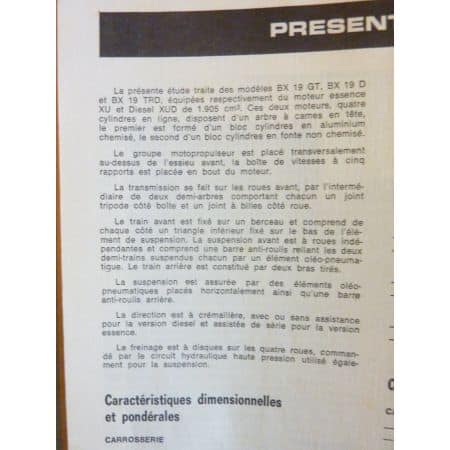 PRESENT
La présente étude traite des modèles BX 19 GT, BX 19 D
et BX 19 TRD, équipées respectivement du moteur essence
XU et Diesel XUD de 1.905 cm³. Ces deux moteurs, quatre
cylindres en ligne, disposent d'un arbre à cames en tête,
le premier est formé d'un bloc cylindres en aluminium
chemisé, le second d'un bloc cylindres en fonte non chemisé.
Le groupe motopropulseur est placé transversalement
au-dessus de l'essieu avant, la boîte de vitesses à cinq
rapports est placée en bout du moteur.
La transmission se fait sur les roues avant, par l'intermé-
diaire de deux demi-arbres comportant chacun un joint
tripode côté boîte et un joint à billes côté roue.
Le train avant est fixé sur un berceau et comprend de
chaque côté un triangle inférieur fixé sur le bas de l'élé-
ment de suspension. La suspension avant est à roues indé-
pendantes et comprend une barre anti-roulis reliant les deux
demi-trains suspendus chacun par un élément oléo-pneuma-
tique. Le train arrière est constitué par deux bras tirés.
La suspension est assurée par des éléments oléo-
pneumatiques placés horizontalement ainsi qu'une barre
anti-roulis arrière.
La direction est à crémaillère, avec ou sans assistance
pour la version diesel et assistée de série pour la version
essence.
Le freinage est à disques sur les quatre roues, comman-
dé par le circuit hydraulique haute pression utilisé égale-
ment pour la suspension.
Caractéristiques dimensionnelles
et pondérales
CARROSSERIE
C
CA